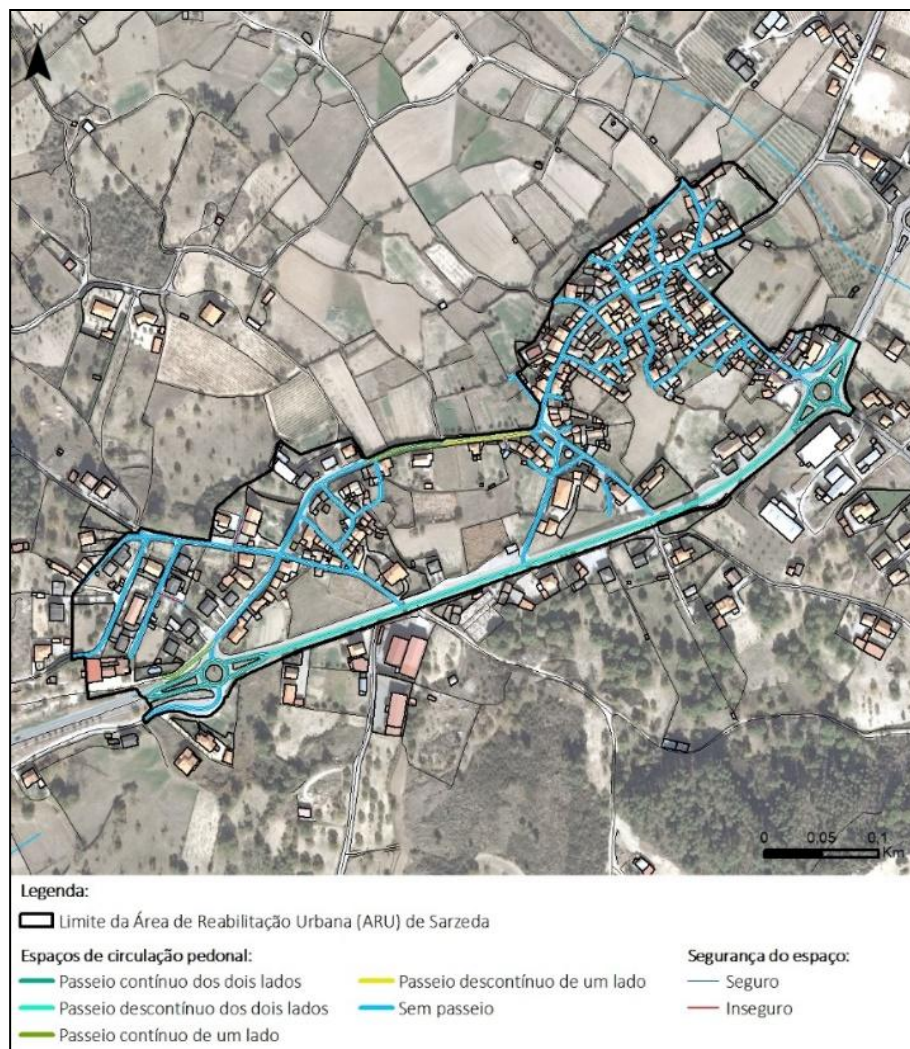 N
0 0,05 0,1
Km
Legenda:
Limite da Área de Reabilitação Urbana (ARU) de Sarzeda
Espaços de circulação pedonal:
Passeio contínuo dos dois lados
Passeio descontínuo dos dois lados
Passeio contínuo de um lado
Passeio descontínuo de um lado
Sem passeio
Segurança do espaço:
Seguro
Inseguro